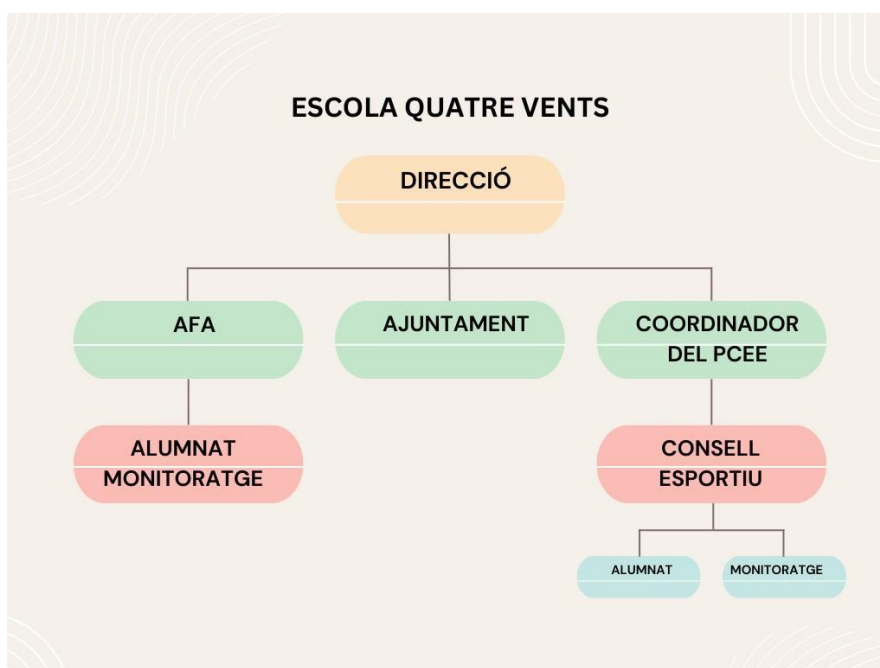 ESCOLA QUATRE VENTS
DIRECCIÓ
AFA
AJUNTAMENT
COORDINADOR
DEL PCEE
ALUMNAT
MONITORATGE
CONSELL
ESPORTIU
ALUMNAT
MONITORATGE